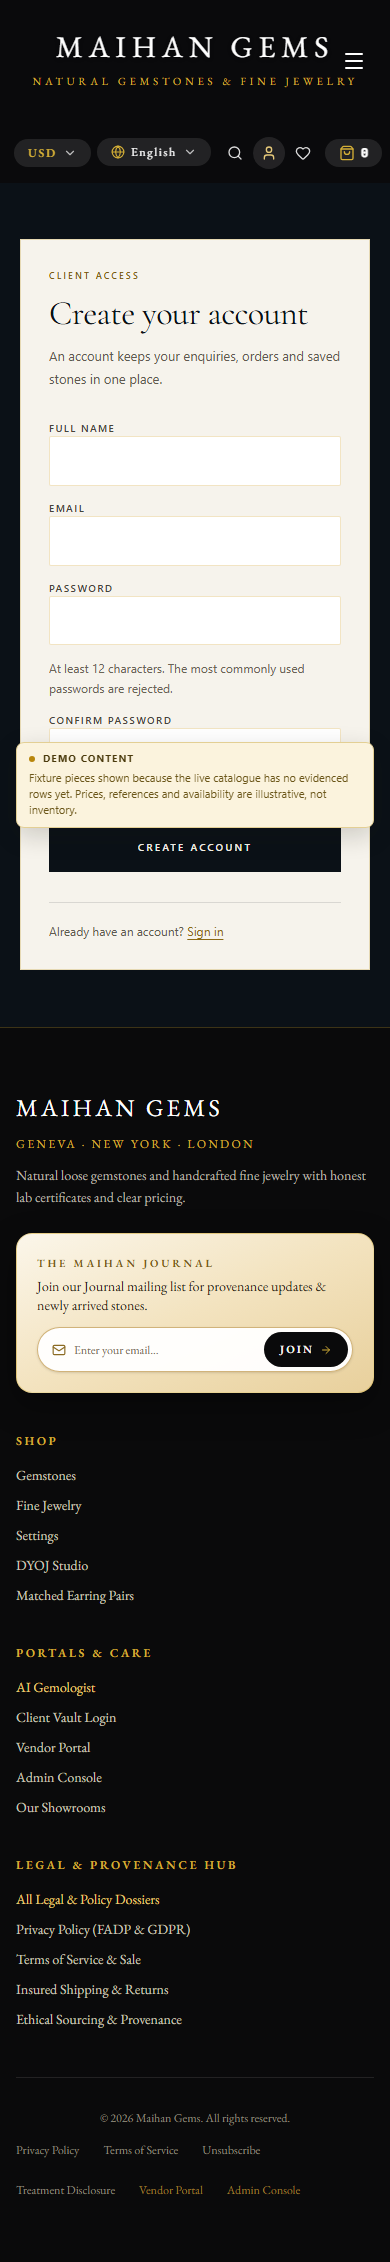 MAIHAN GEMS
NATURAL GEMSTONES & FINE JEWELRY
USD
English
CLIENT ACCESS
Create your account
An account keeps your enquiries, orders and saved
stones in one place.
FULL NAME
EMAIL
PASSWORD
At least 12 characters. The most commonly used
passwords are rejected.
CONFIRM PASSWORD
DEMO CONTENT
Fixture pieces shown because the live catalogue has no evidenced
rows yet. Prices, references and availability are illustrative, not
inventory.
CREATE ACCOUNT
Already have an account? Sign in
MAIHAN GEMS
GENEVA · NEW YORK · LONDON
Natural loose gemstones and handcrafted fine jewelry with honest
lab certificates and clear pricing.
THE MAIHAN JOURNAL
Join our Journal mailing list for provenance updates &
newly arrived stones.
Enter your email...
JOIN →
SHOP
Gemstones
Fine Jewelry
Settings
DYOJ Studio
Matched Earring Pairs
PORTALS & CARE
AI Gemologist
Client Vault Login
Vendor Portal
Admin Console
Our Showrooms
LEGAL & PROVENANCE HUB
All Legal & Policy Dossiers
Privacy Policy (FADP & GDPR)
Terms of Service & Sale
Insured Shipping & Returns
Ethical Sourcing & Provenance
© 2026 Maihan Gems. All rights reserved.
Privacy Policy Terms of Service Unsubscribe
Treatment Disclosure Vendor Portal Admin Console